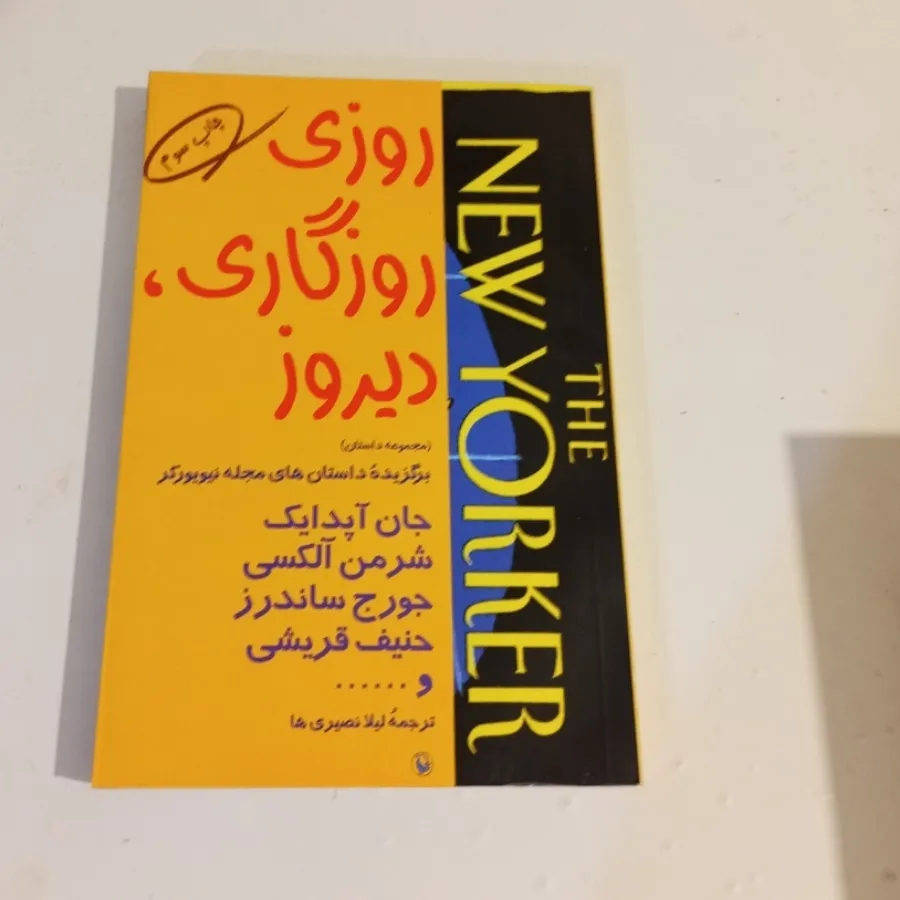 چاپ سوم
روزی
روزگاری،
دیروز
(مجموعه داستان)
برگزیدهٔ داستان های مجله نیویورکر
جان آپدایک
شرمن آلکسی
جورج ساندرز
حنیف قریشی
و ......
ترجمهٔ لیلا نصیری ها
THE
NEW YORKER